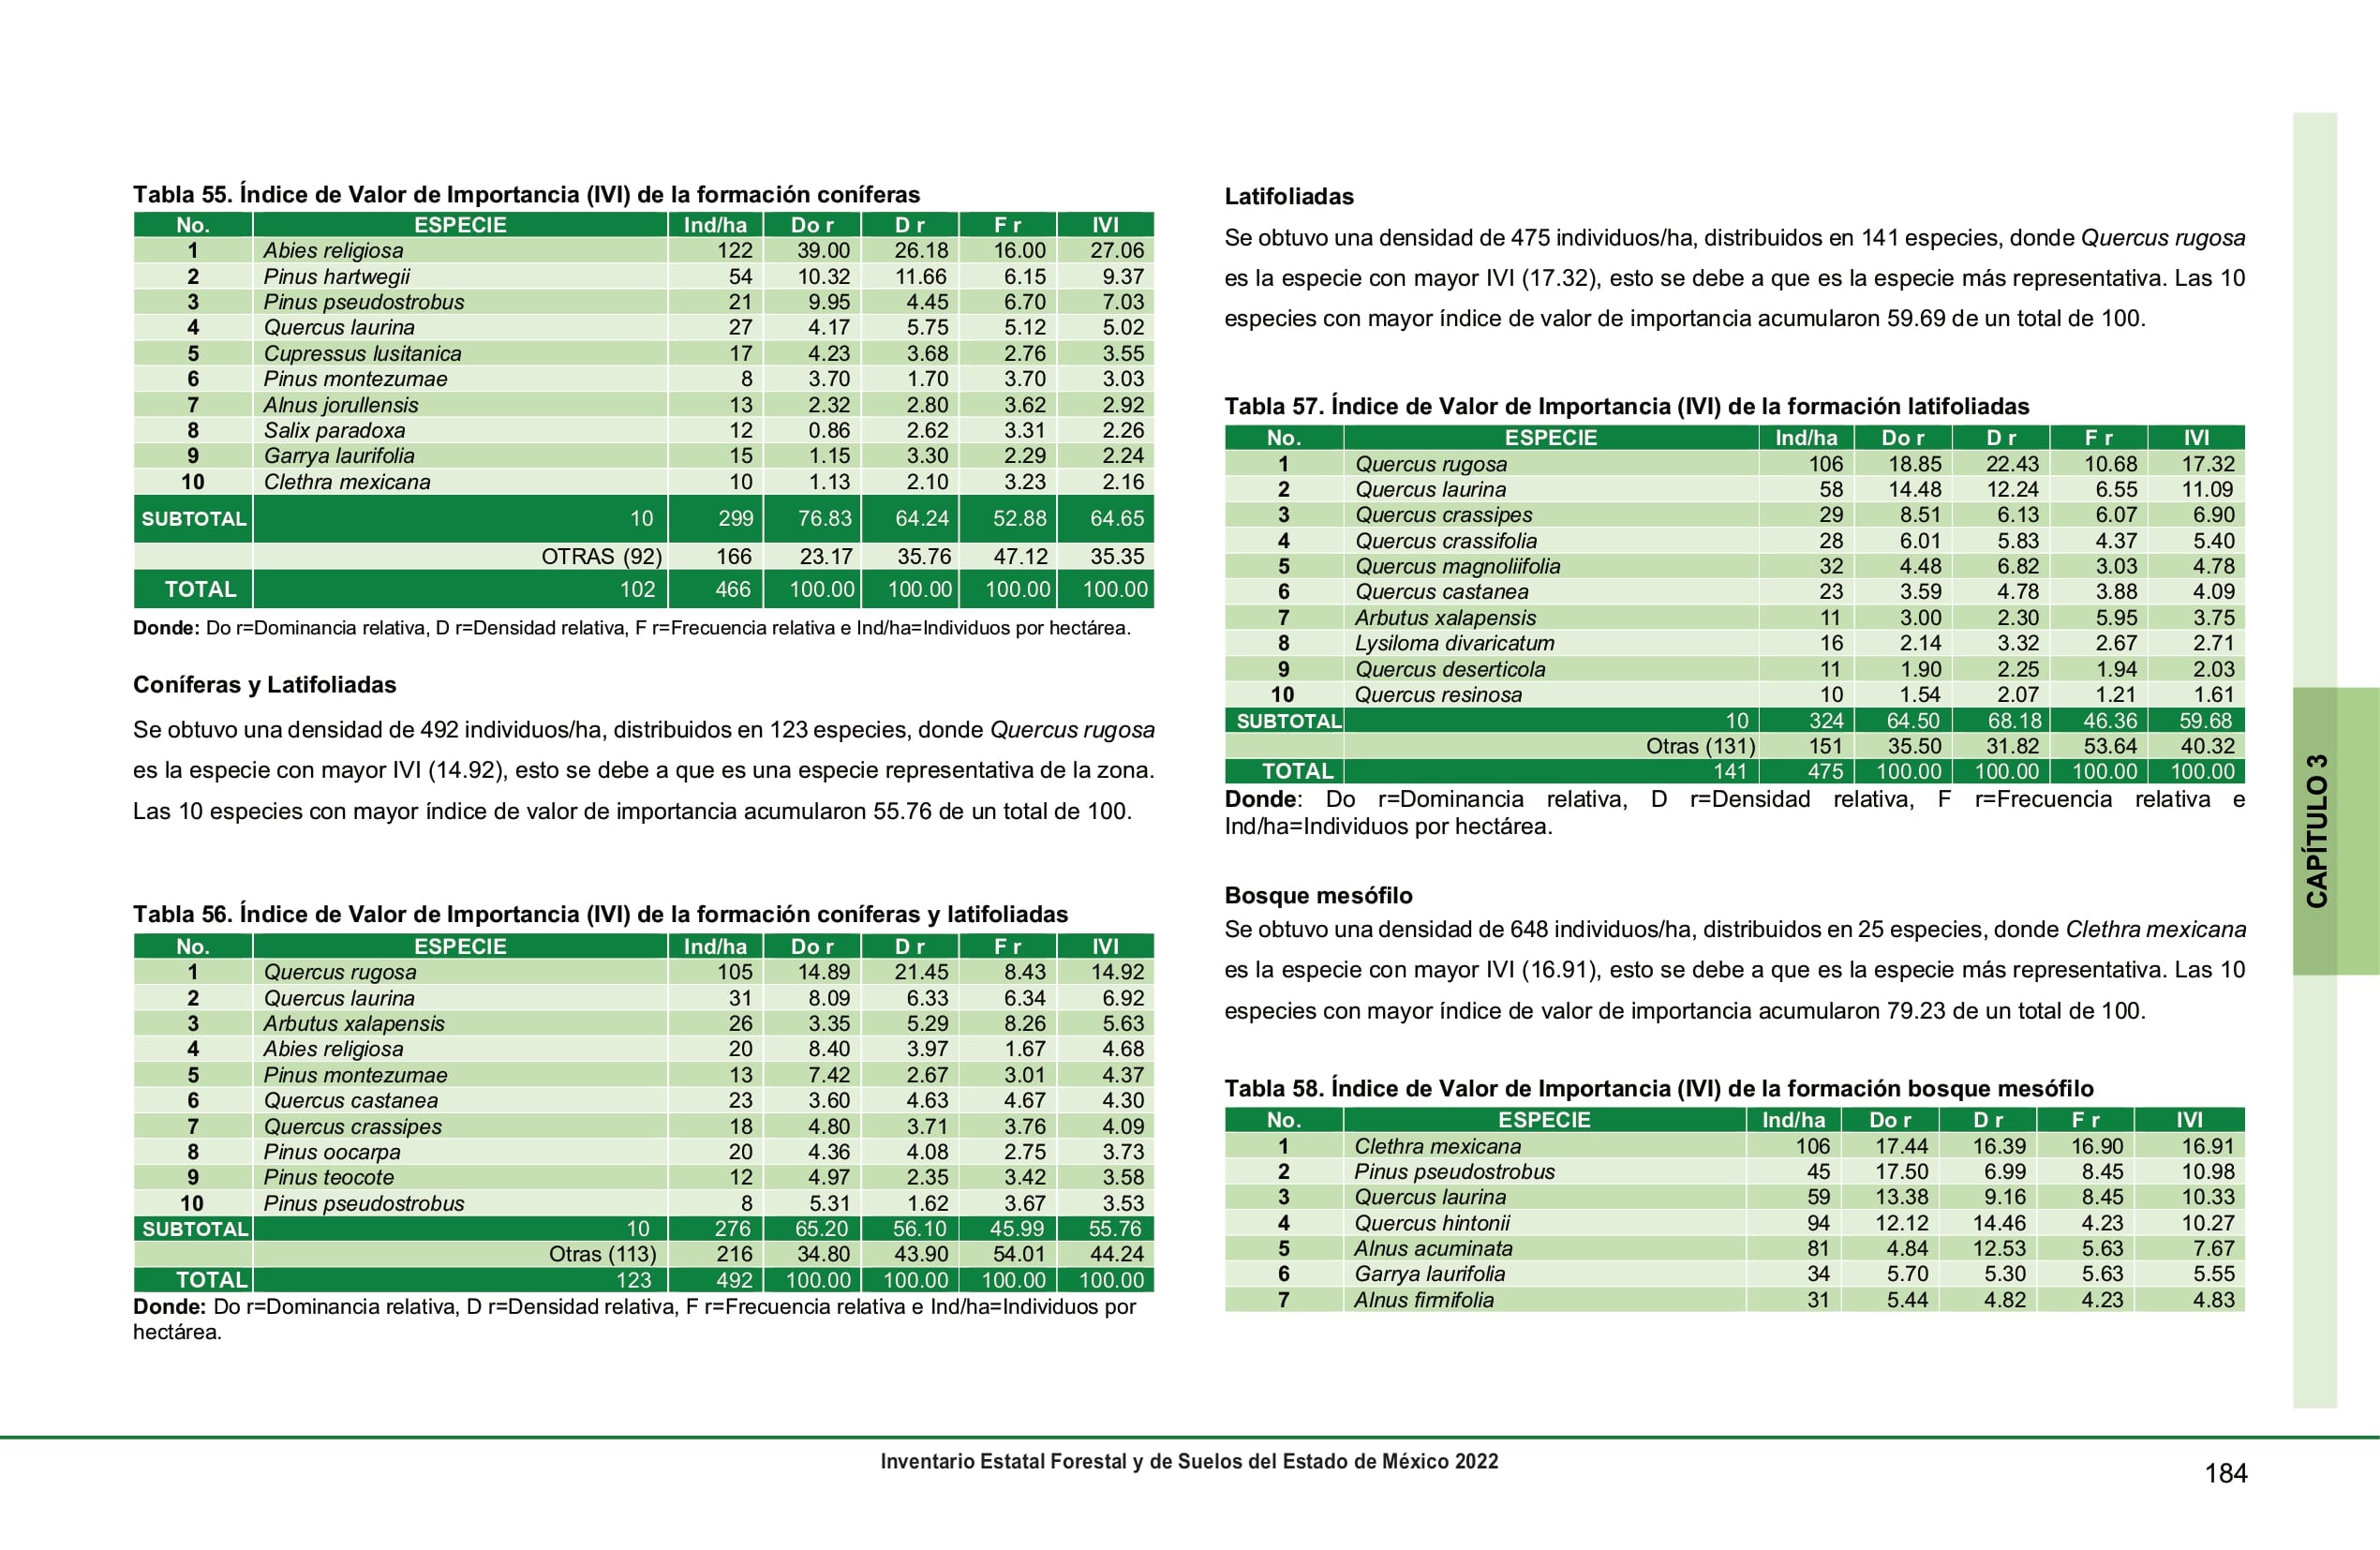 Tabla 55. Índice de Valor de Importancia (IVI) de la formación coníferas
No. ESPECIE Ind/ha Do r D r F r IVI
1 Abies religiosa 122 39.00 26.18 16.00 27.06
2 Pinus hartwegii 54 10.32 11.66 6.15 9.37
3 Pinus pseudostrobus 21 9.95 4.45 6.70 7.03
4 Quercus laurina 27 4.17 5.75 5.12 5.02
5 Cupressus lusitanica 17 4.23 3.68 2.76 3.55
6 Pinus montezumae 8 3.70 1.70 3.70 3.03
7 Alnus jorullensis 13 2.32 2.80 3.62 2.92
8 Salix paradoxa 12 0.86 2.62 3.31 2.26
9 Garrya laurifolia 15 1.15 3.30 2.29 2.24
10 Clethra mexicana 10 1.13 2.10 3.23 2.16
SUBTOTAL 10 299 76.83 64.24 52.88 64.65
OTRAS (92) 166 23.17 35.76 47.12 35.35
TOTAL 102 466 100.00 100.00 100.00 100.00
Donde: Do r=Dominancia relativa, D r=Densidad relativa, F r=Frecuencia relativa e Ind/ha=Individuos por hectárea.
Coníferas y Latifoliadas
Se obtuvo una densidad de 492 individuos/ha, distribuidos en 123 especies, donde Quercus rugosa
es la especie con mayor IVI (14.92), esto se debe a que es una especie representativa de la zona.
Las 10 especies con mayor índice de valor de importancia acumularon 55.76 de un total de 100.
Tabla 56. Índice de Valor de Importancia (IVI) de la formación coníferas y latifoliadas
No. ESPECIE Ind/ha Do r D r F r IVI
1 Quercus rugosa 105 14.89 21.45 8.43 14.92
2 Quercus laurina 31 8.09 6.33 6.34 6.92
3 Arbutus xalapensis 26 3.35 5.29 8.26 5.63
4 Abies religiosa 20 8.40 3.97 1.67 4.68
5 Pinus montezumae 13 7.42 2.67 3.01 4.37
6 Quercus castanea 23 3.60 4.63 4.67 4.30
7 Quercus crassipes 18 4.80 3.71 3.76 4.09
8 Pinus oocarpa 20 4.36 4.08 2.75 3.73
9 Pinus teocote 12 4.97 2.35 3.42 3.58
10 Pinus pseudostrobus 8 5.31 1.62 3.67 3.53
SUBTOTAL 10 276 65.20 56.10 45.99 55.76
Otras (113) 216 34.80 43.90 54.01 44.24
TOTAL 123 492 100.00 100.00 100.00 100.00
Donde: Do r=Dominancia relativa, D r=Densidad relativa, F r=Frecuencia relativa e Ind/ha=Individuos por
hectárea.
Latifoliadas
Se obtuvo una densidad de 475 individuos/ha, distribuidos en 141 especies, donde Quercus rugosa
es la especie con mayor IVI (17.32), esto se debe a que es la especie más representativa. Las 10
especies con mayor índice de valor de importancia acumularon 59.69 de un total de 100.
Tabla 57. Índice de Valor de Importancia (IVI) de la formación latifoliadas
No. ESPECIE Ind/ha Do r D r F r IVI
1 Quercus rugosa 106 18.85 22.43 10.68 17.32
2 Quercus laurina 58 14.48 12.24 6.55 11.09
3 Quercus crassipes 29 8.51 6.13 6.07 6.90
4 Quercus crassifolia 28 6.01 5.83 4.37 5.40
5 Quercus magnoliifolia 32 4.48 6.82 3.03 4.78
6 Quercus castanea 23 3.59 4.78 3.88 4.09
7 Arbutus xalapensis 11 3.00 2.30 5.95 3.75
8 Lysiloma divaricatum 16 2.14 3.32 2.67 2.71
9 Quercus deserticola 11 1.90 2.25 1.94 2.03
10 Quercus resinosa 10 1.54 2.07 1.21 1.61
SUBTOTAL 10 324 64.50 68.18 46.36 59.68
Otras (131) 151 35.50 31.82 53.64 40.32
TOTAL 141 475 100.00 100.00 100.00 100.00
Donde: Do r=Dominancia relativa, D r=Densidad relativa, F r=Frecuencia relativa e
Ind/ha=Individuos por hectárea.
Bosque mesófilo
Se obtuvo una densidad de 648 individuos/ha, distribuidos en 25 especies, donde Clethra mexicana
es la especie con mayor IVI (16.91), esto se debe a que es la especie más representativa. Las 10
especies con mayor índice de valor de importancia acumularon 79.23 de un total de 100.
Tabla 58. Índice de Valor de Importancia (IVI) de la formación bosque mesófilo
No. ESPECIE Ind/ha Do r D r F r IVI
1 Clethra mexicana 106 17.44 16.39 16.90 16.91
2 Pinus pseudostrobus 45 17.50 6.99 8.45 10.98
3 Quercus laurina 59 13.38 9.16 8.45 10.33
4 Quercus hintonii 94 12.12 14.46 4.23 10.27
5 Alnus acuminata 81 4.84 12.53 5.63 7.67
6 Garrya laurifolia 34 5.70 5.30 5.63 5.55
7 Alnus firmifolia 31 5.44 4.82 4.23 4.83
CAPÍTULO 3
Inventario Estatal Forestal y de Suelos del Estado de México 2022
184